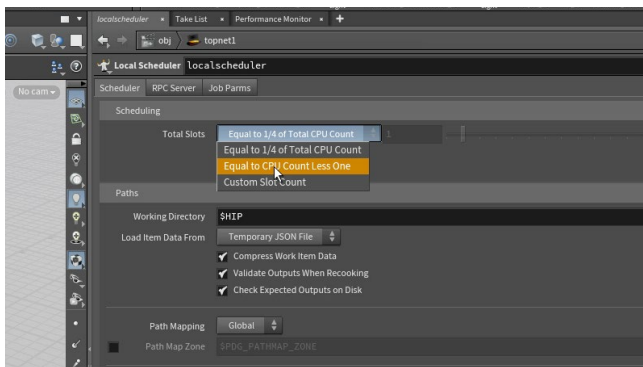 localscheduler × Take List × Performance Monitor ×
obj topnet1
Local Scheduler localscheduler
No cam
Scheduler RPC Server Job Parms
Scheduling
Total Slots Equal to 1/4 of Total CPU Count 1
Equal to 1/4 of Total CPU Count
Equal to CPU Count Less One
Custom Slot Count
Paths
Working Directory $HIP
Load Item Data From Temporary JSON File
Compress Work Item Data
Validate Outputs When Recooking
Check Expected Outputs on Disk
Path Mapping Global
Path Map Zone $PDG_PATHMAP_ZONE